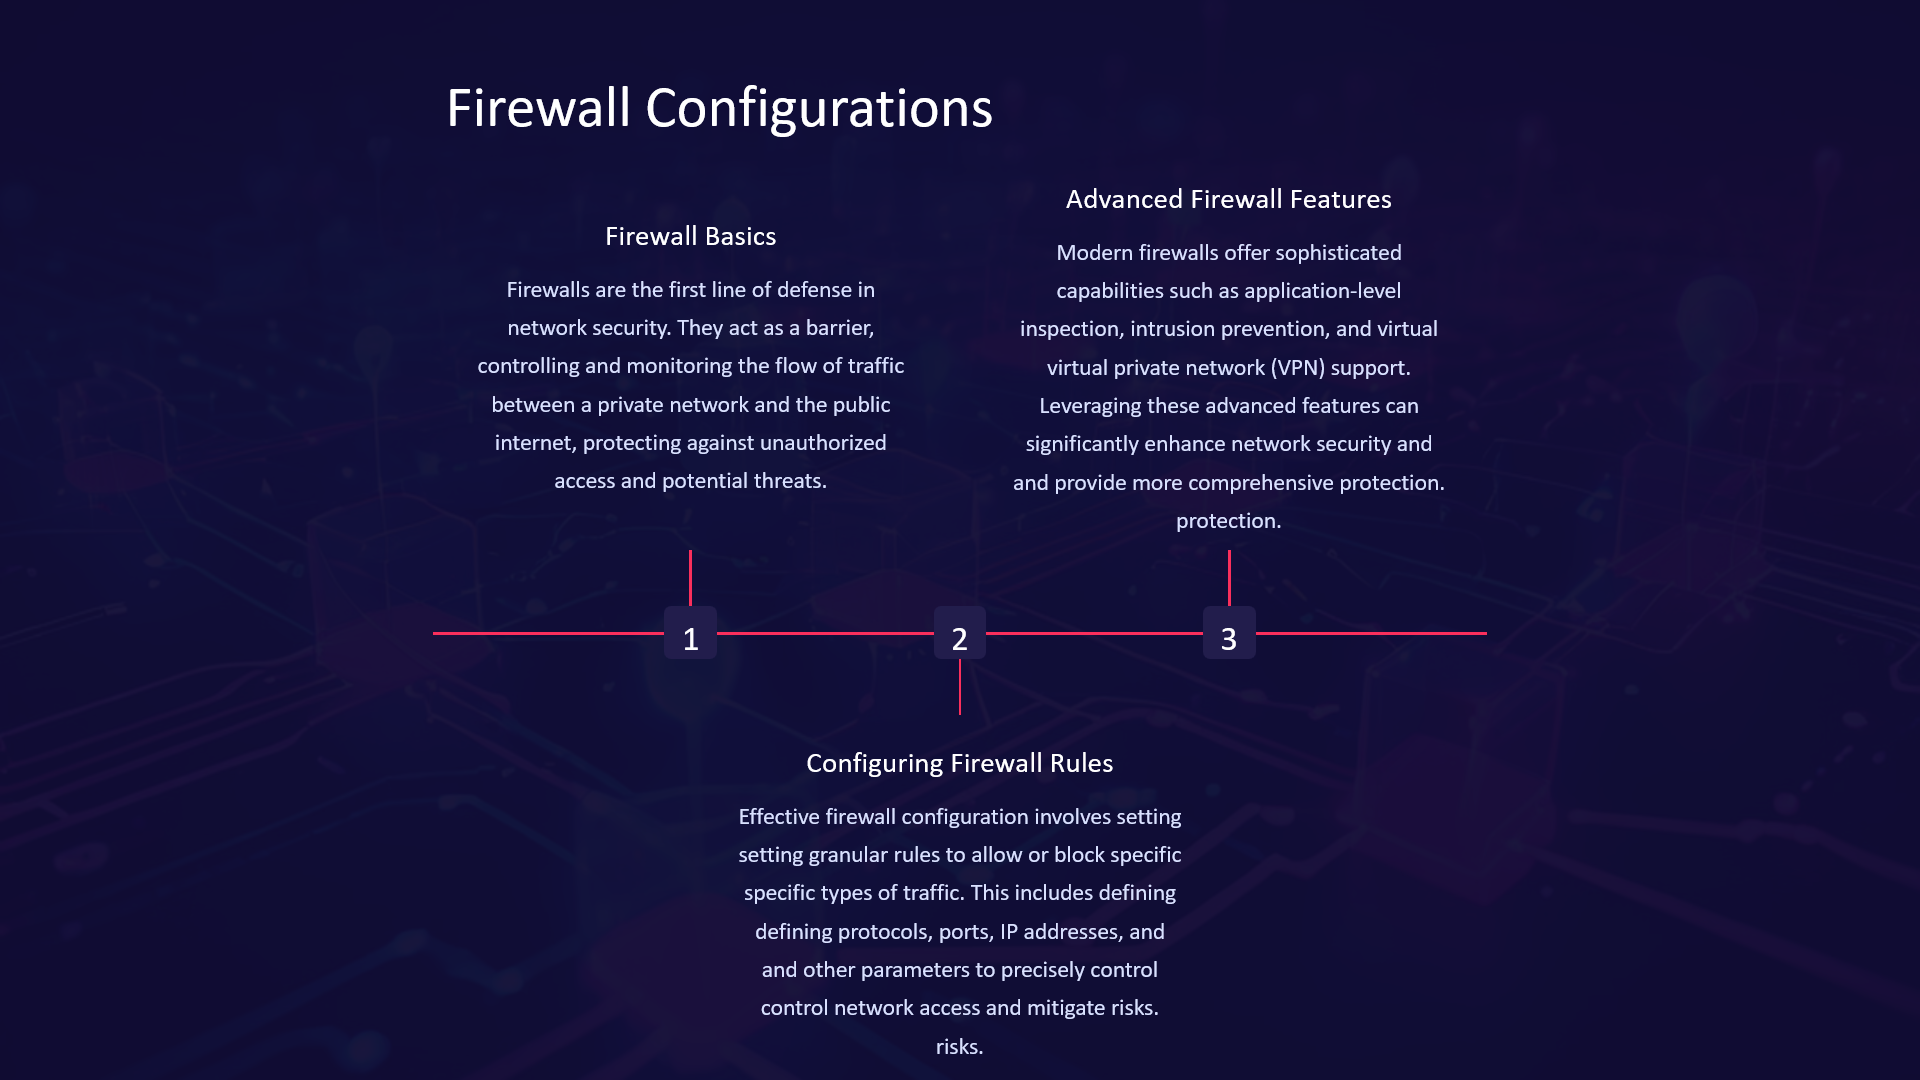 Firewall Configurations
Firewall Basics
Firewalls are the first line of defense in
network security. They act as a barrier,
controlling and monitoring the flow of traffic
between a private network and the public
internet, protecting against unauthorized
access and potential threats.
Advanced Firewall Features
Modern firewalls offer sophisticated
capabilities such as application-level
inspection, intrusion prevention, and virtual
virtual private network (VPN) support.
Leveraging these advanced features can
significantly enhance network security and
and provide more comprehensive protection.
protection.
1
2
3
Configuring Firewall Rules
Effective firewall configuration involves setting
setting granular rules to allow or block specific
specific types of traffic. This includes defining
defining protocols, ports, IP addresses, and
and other parameters to precisely control
control network access and mitigate risks.
risks.